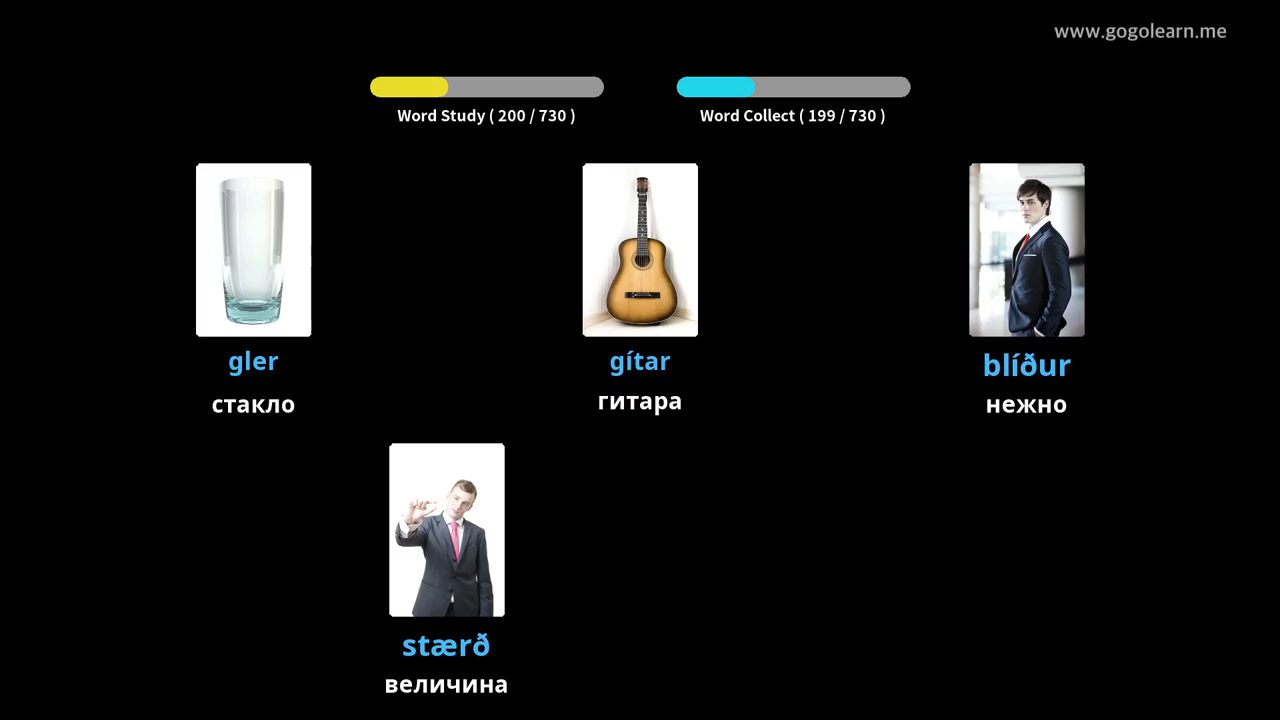 www.gogolearn.me
Word Study ( 200 / 730 )
Word Collect ( 199 / 730 )
gler
gítar
blíður
стакло
гитара
нежно
stærð
величина